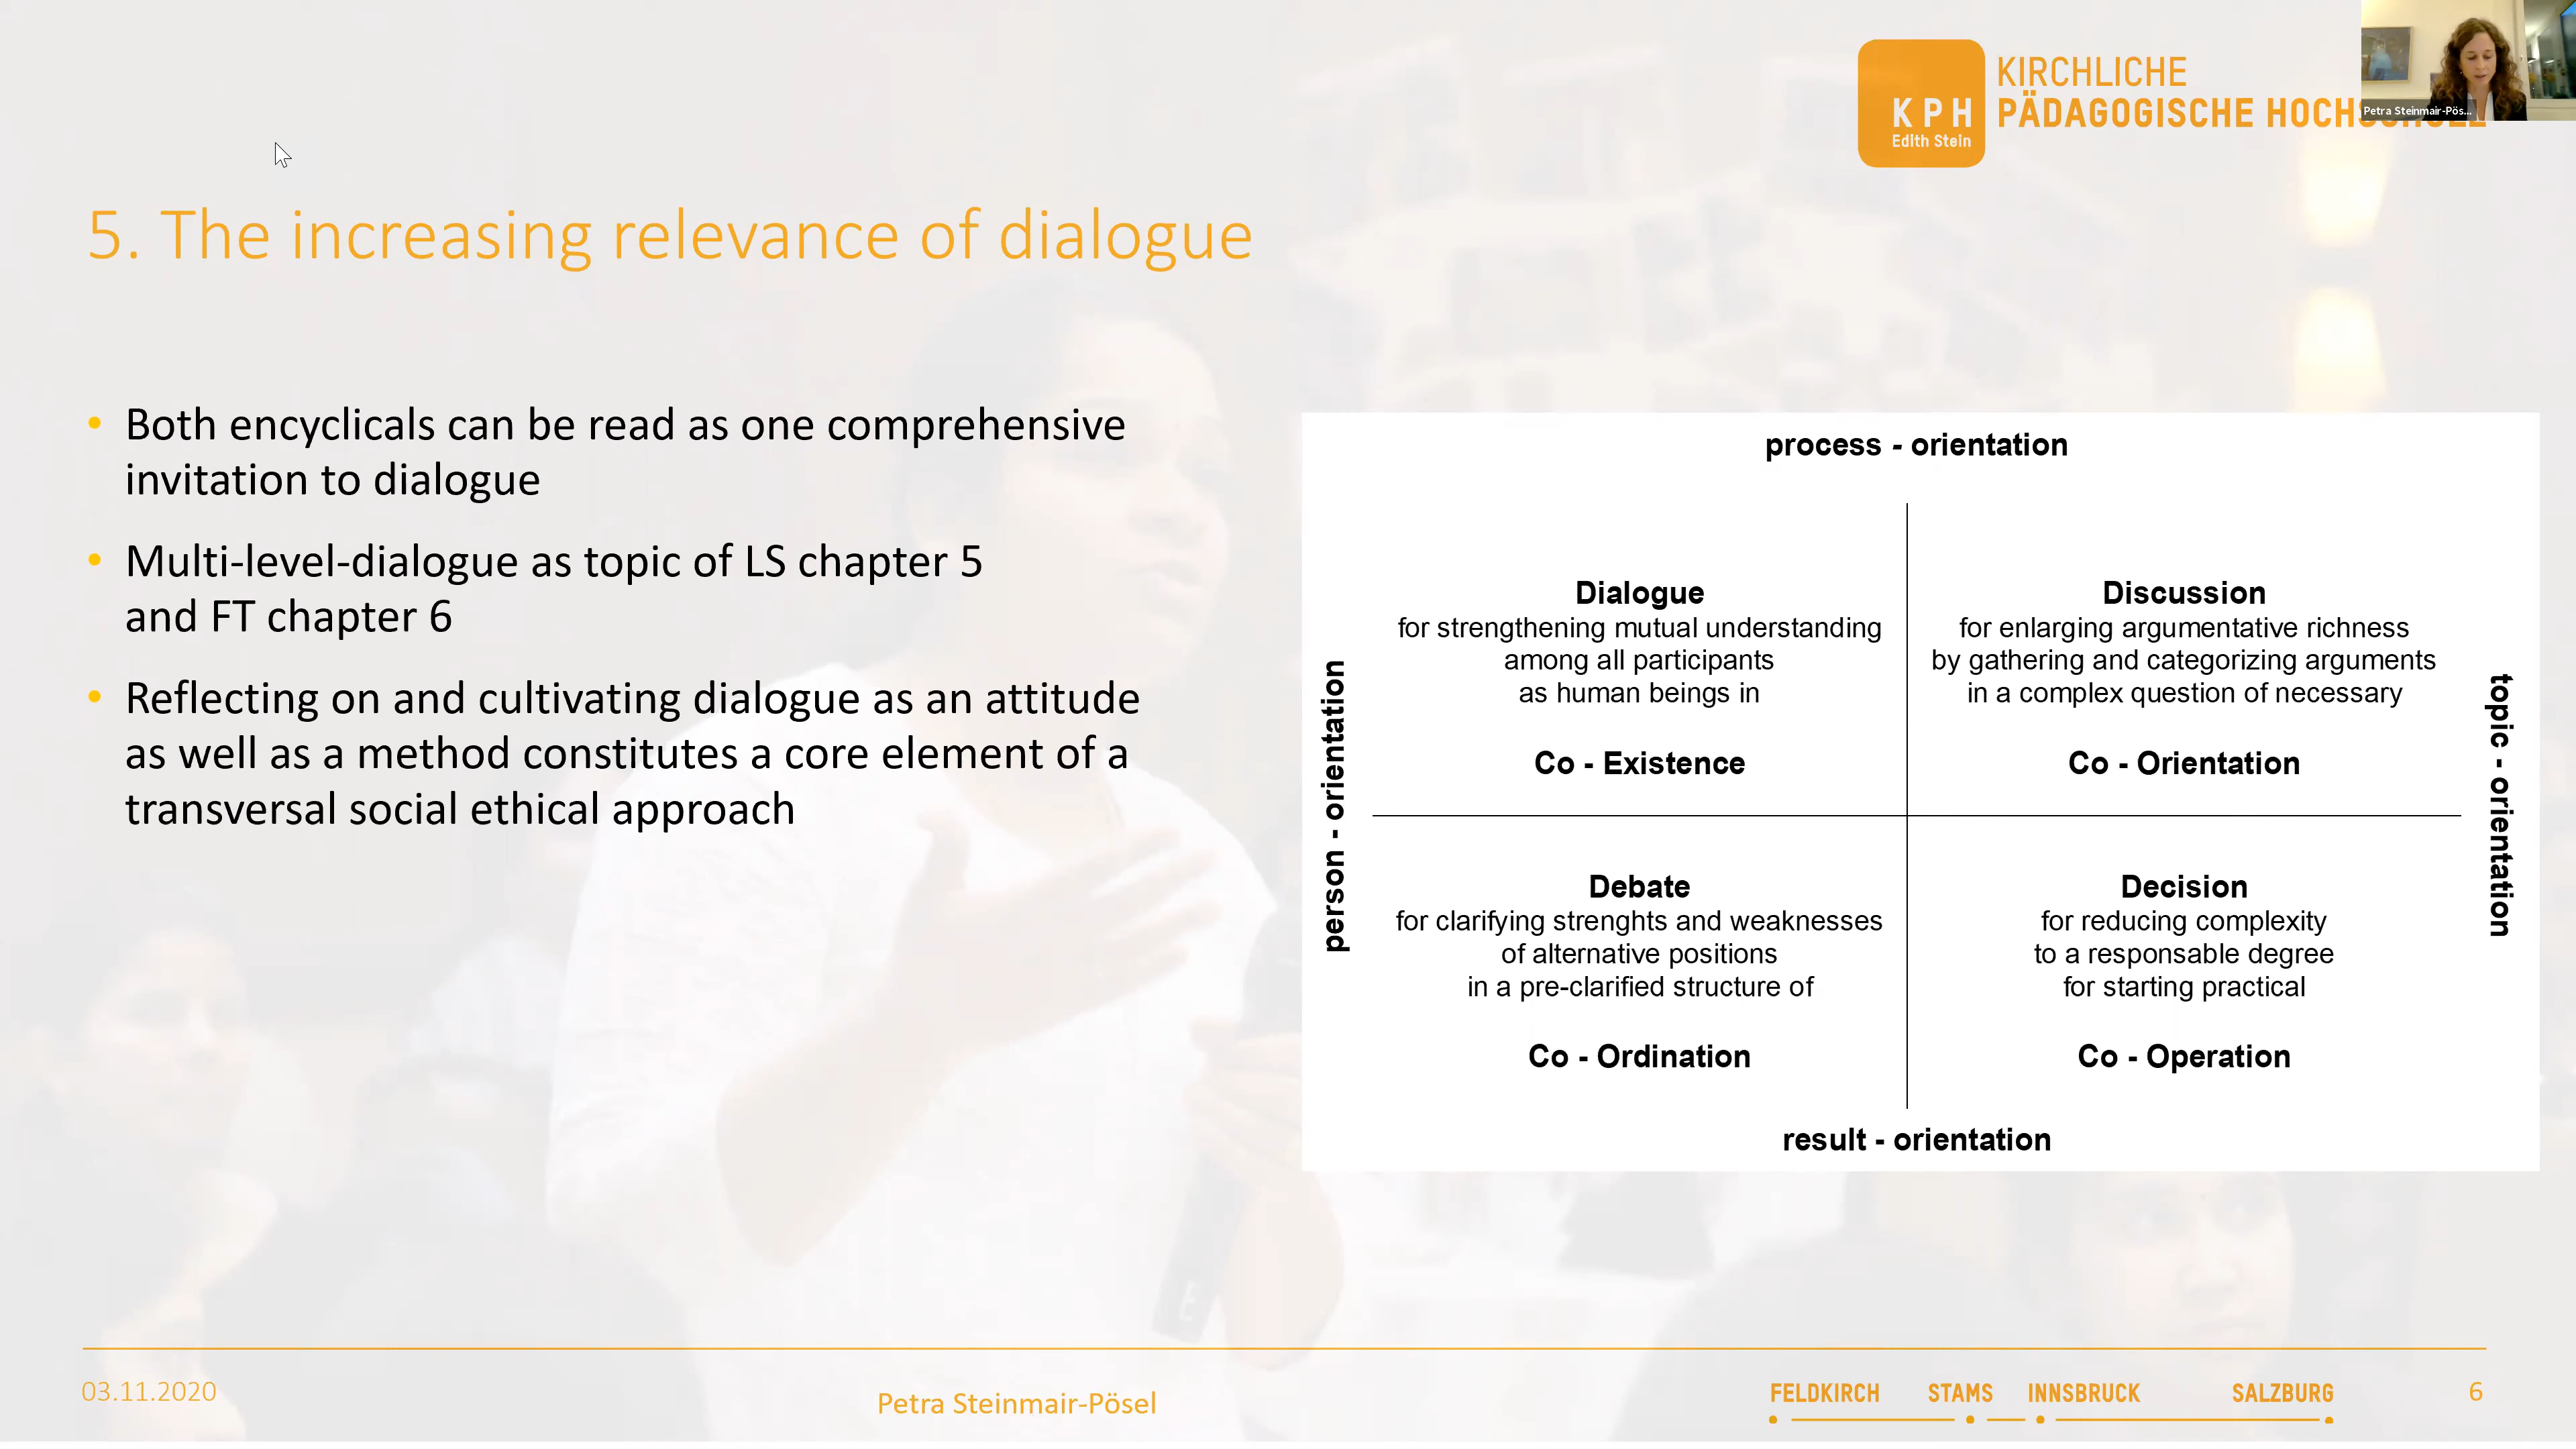 KPH
Edith Stein
KIRCHLICHE
PÄDAGOGISCHE
Petra Steinmair-Pös...
5. The increasing relevance of dialogue
• Both encyclicals can be read as one comprehensive
invitation to dialogue
• Multi-level-dialogue as topic of LS chapter 5
and FT chapter 6
• Reflecting on and cultivating dialogue as an attitude
as well as a method constitutes a core element of a
transversal social ethical approach
process - orientation
person - orientation
Dialogue
for strengthening mutual understanding
among all participants
as human beings in
Co - Existence
Discussion
for enlarging argumentative richness
by gathering and categorizing arguments
in a complex question of necessary
Co - Orientation
topic - orientation
Debate
for clarifying strenghts and weaknesses
of alternative positions
in a pre-clarified structure of
Co - Ordination
Decision
for reducing complexity
to a responsable degree
for starting practical
Co - Operation
result - orientation
03.11.2020
Petra Steinmair-Pösel
FELDKIRCH STAMS INNSBRUCK SALZBURG
6